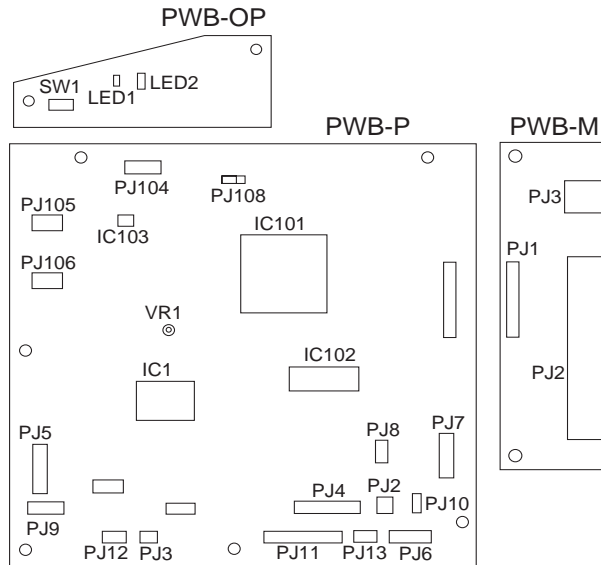 PWB-OP
SW1
LED1
LED2
PWB-P
PWB-M
PJ104
PJ108
PJ3
PJ105
IC103
IC101
PJ106
PJ1
VR1
IC1
IC102
PJ2
PJ5
PJ8
PJ7
PJ4
PJ2
PJ10
PJ9
PJ12
PJ3
PJ11
PJ13
PJ6